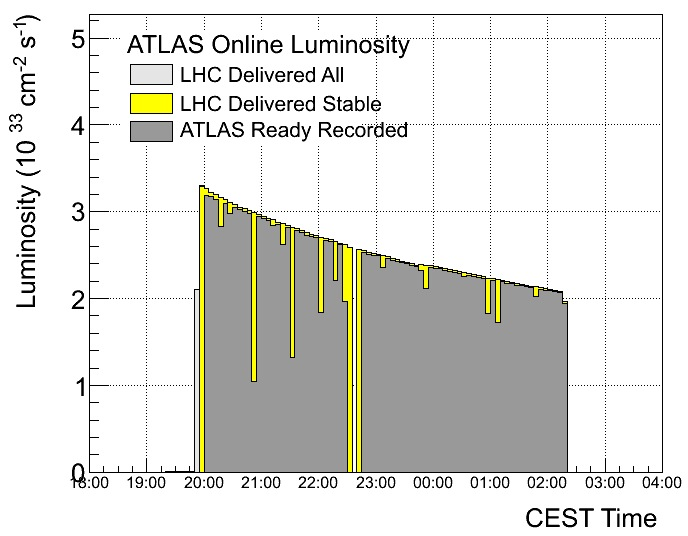 Luminosity (10 33 cm-2 s-1)
ATLAS Online Luminosity
LHC Delivered All
LHC Delivered Stable
ATLAS Ready Recorded
5
4
3
2
1
0
18:00 19:00 20:00 21:00 22:00 23:00 00:00 01:00 02:00 03:00 04:00
CEST Time